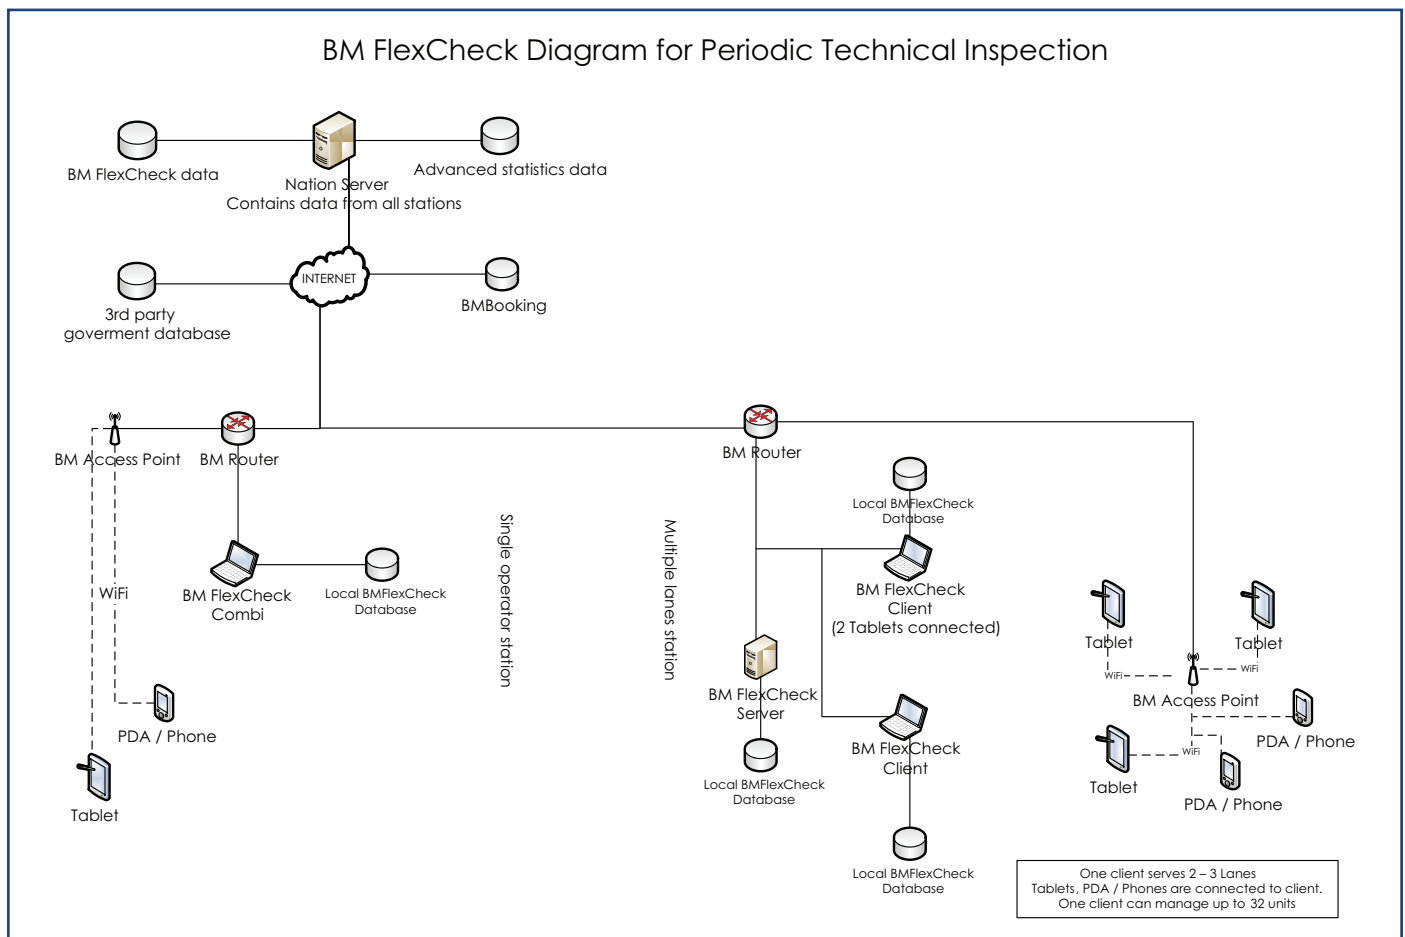 BM FlexCheck Diagram for Periodic Technical Inspection
BM FlexCheck data
Nation Server
Contains data from all stations
Advanced statistics data
INTERNET
3rd party
goverment database
BMBooking
BM Access Point
BM Router
BM Router
Local BMFlexCheck
Database
Single operator station
Multiple lanes station
WiFi
BM FlexCheck
Combi
Local BMFlexCheck
Database
BM FlexCheck
Client
(2 Tablets connected)
Tablet
Tablet
WiFi
WiFi
BM Access Point
BM FlexCheck
Server
PDA / Phone
BM FlexCheck
Client
PDA / Phone
WiFi
Tablet
PDA / Phone
Local BMFlexCheck
Database
Tablet
Local BMFlexCheck
Database
One client serves 2 – 3 Lanes
Tablets, PDA / Phones are connected to client.
One client can manage up to 32 units